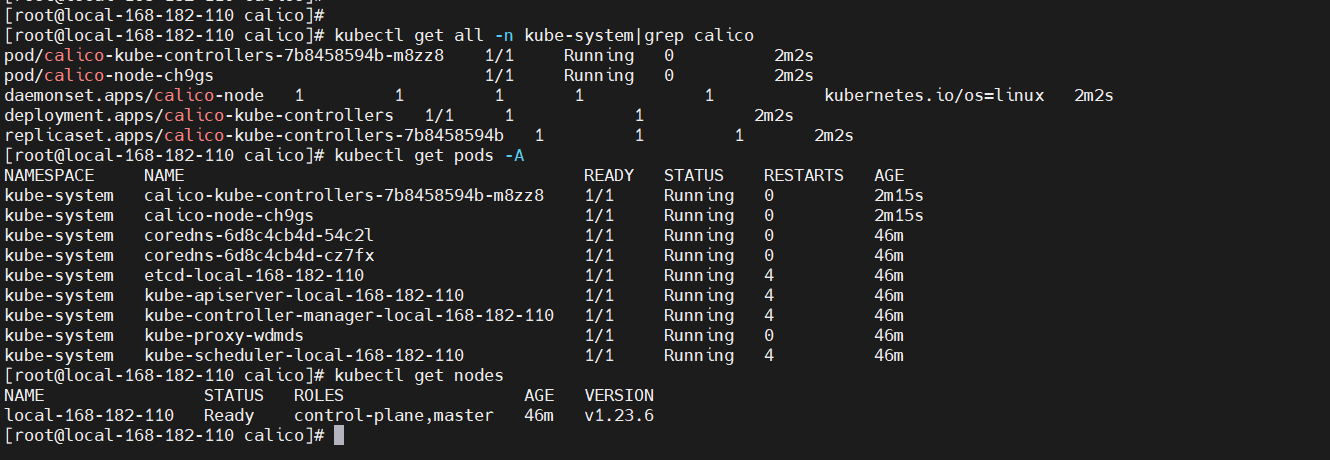 [root@local-168-182-110 calico]#
[root@local-168-182-110 calico]#
[root@local-168-182-110 calico]# kubectl get all -n kube-system|grep calico
pod/calico-kube-controllers-7b8458594b-m8zz8    1/1     Running   0          2m2s
pod/calico-node-ch9gs                           1/1     Running   0          2m2s
daemonset.apps/calico-node   1         1         1       1            1           kubernetes.io/os=linux   2m2s
deployment.apps/calico-kube-controllers   1/1     1            1           2m2s
replicaset.apps/calico-kube-controllers-7b8458594b   1         1         1       2m2s
[root@local-168-182-110 calico]# kubectl get pods -A
NAMESPACE     NAME                                        READY   STATUS    RESTARTS   AGE
kube-system   calico-kube-controllers-7b8458594b-m8zz8    1/1     Running   0          2m15s
kube-system   calico-node-ch9gs                           1/1     Running   0          2m15s
kube-system   coredns-6d8c4cb4d-54c2l                     1/1     Running   0          46m
kube-system   coredns-6d8c4cb4d-cz7fx                     1/1     Running   0          46m
kube-system   etcd-local-168-182-110                      1/1     Running   4          46m
kube-system   kube-apiserver-local-168-182-110            1/1     Running   4          46m
kube-system   kube-controller-manager-local-168-182-110   1/1     Running   4          46m
kube-system   kube-proxy-wdmds                            1/1     Running   0          46m
kube-system   kube-scheduler-local-168-182-110            1/1     Running   4          46m
[root@local-168-182-110 calico]# kubectl get nodes
NAME                STATUS   ROLES                  AGE   VERSION
local-168-182-110   Ready    control-plane,master   46m   v1.23.6
[root@local-168-182-110 calico]#